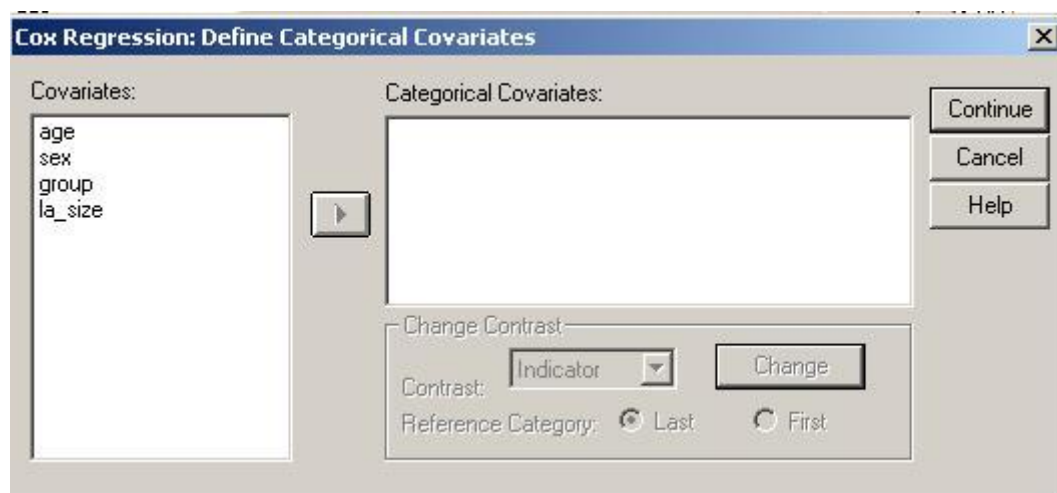 Cox Regression: Define Categorical Covariates
Covariates:
age
sex
group
la_size
Categorical Covariates:
Continue
Cancel
Help
Change Contrast
Contrast:
Indicator
Change
Reference Category:
Last
First